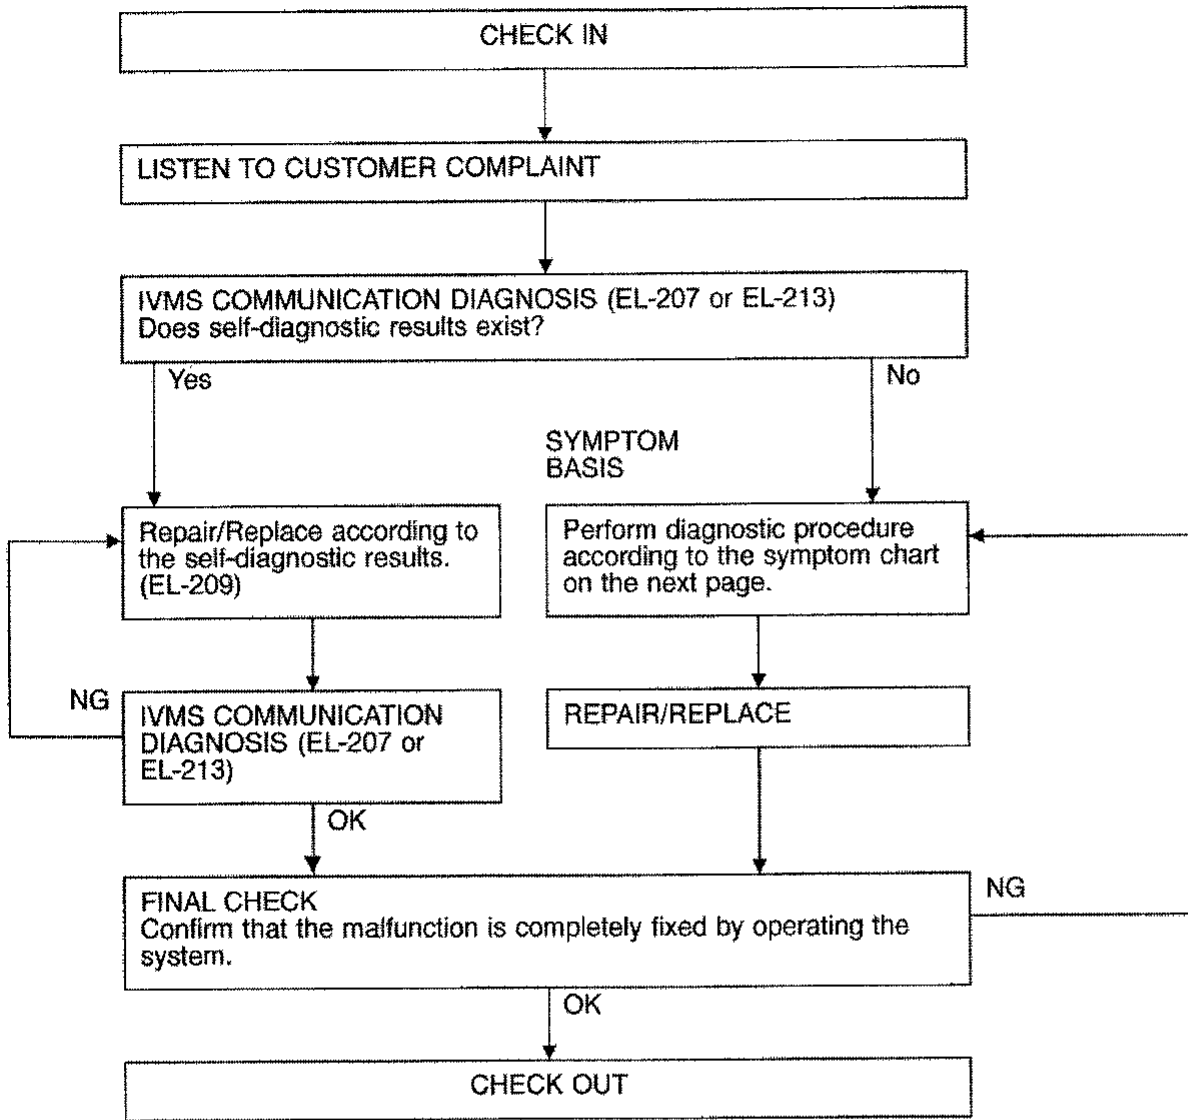 CHECK IN
LISTEN TO CUSTOMER COMPLAINT
IVMS COMMUNICATION DIAGNOSIS (EL-207 or EL-213)
Does self-diagnostic results exist?
Yes
No
SYMPTOM
BASIS
Repair/Replace according to
the self-diagnostic results.
(EL-209)
Perform diagnostic procedure
according to the symptom chart
on the next page.
NG
IVMS COMMUNICATION
DIAGNOSIS (EL-207 or
EL-213)
REPAIR/REPLACE
OK
FINAL CHECK
Confirm that the malfunction is completely fixed by operating the
system.
NG
OK
CHECK OUT